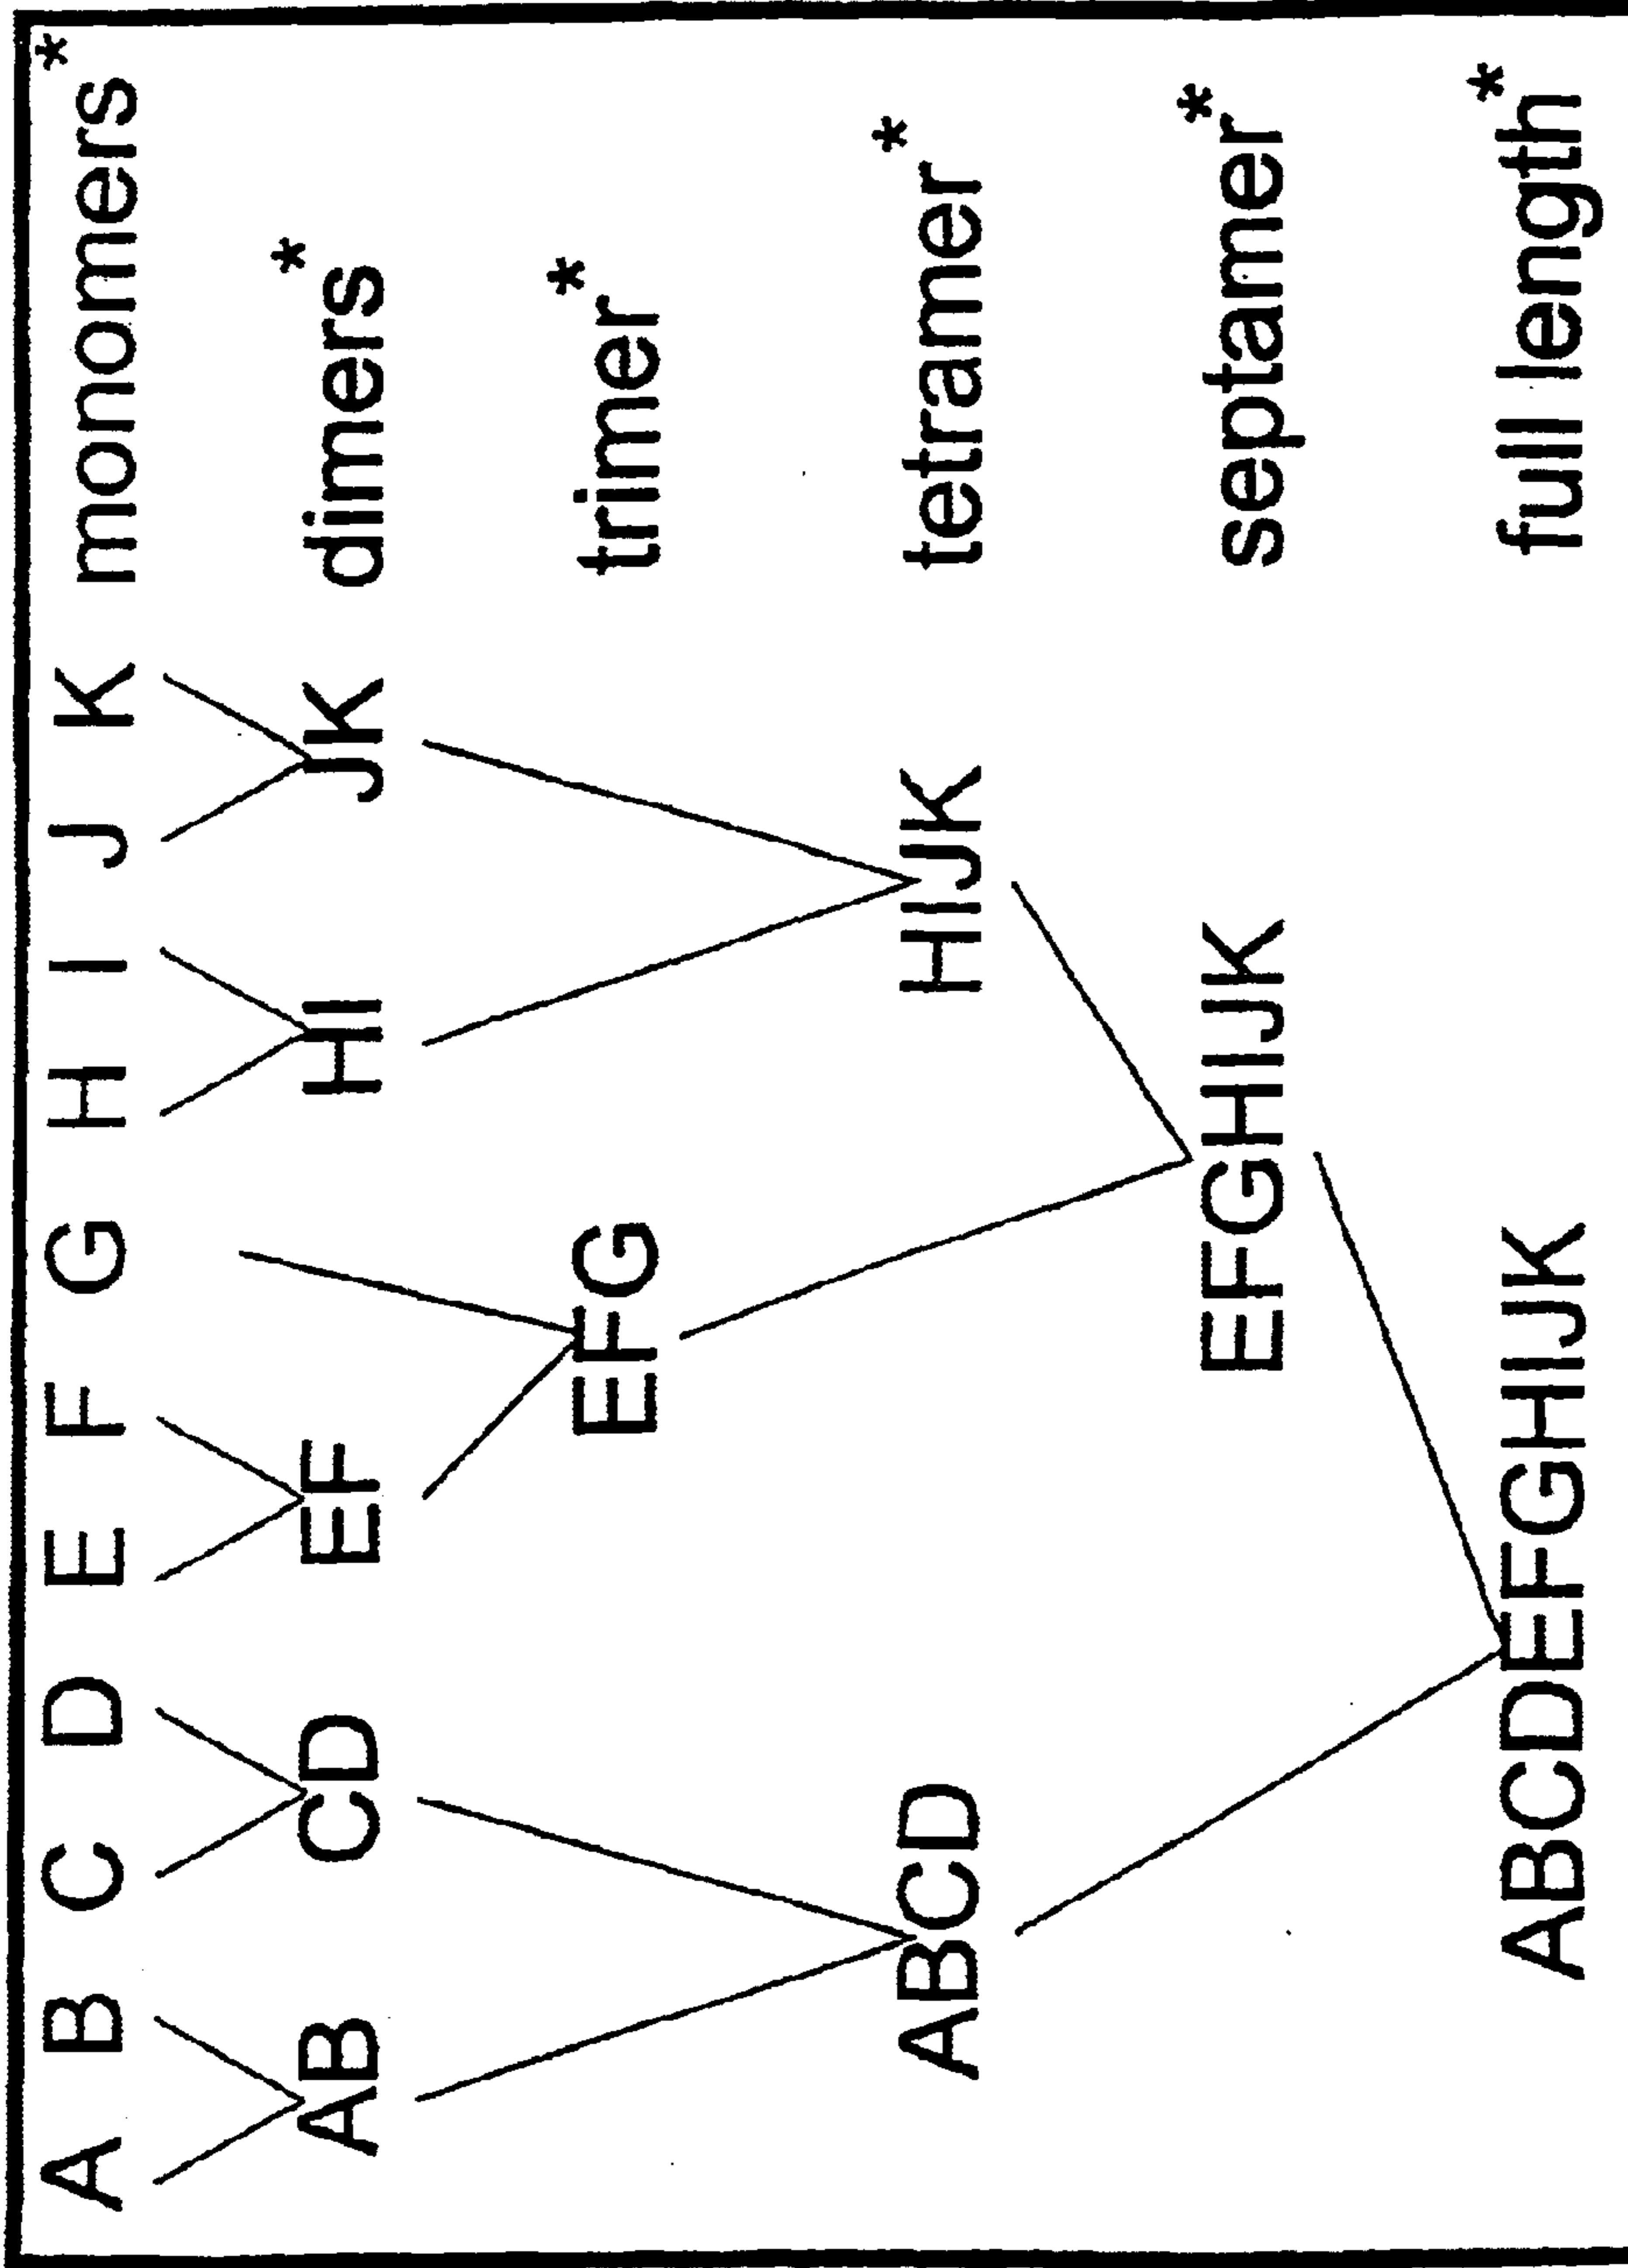 A B C D E F G H I J K monomers*
AB CD EF HI JK dimers*
EFG trimer*
ABCD HIJK tetramer*
EFGHIJK septamer*
ABCDEFGHIJK full length*